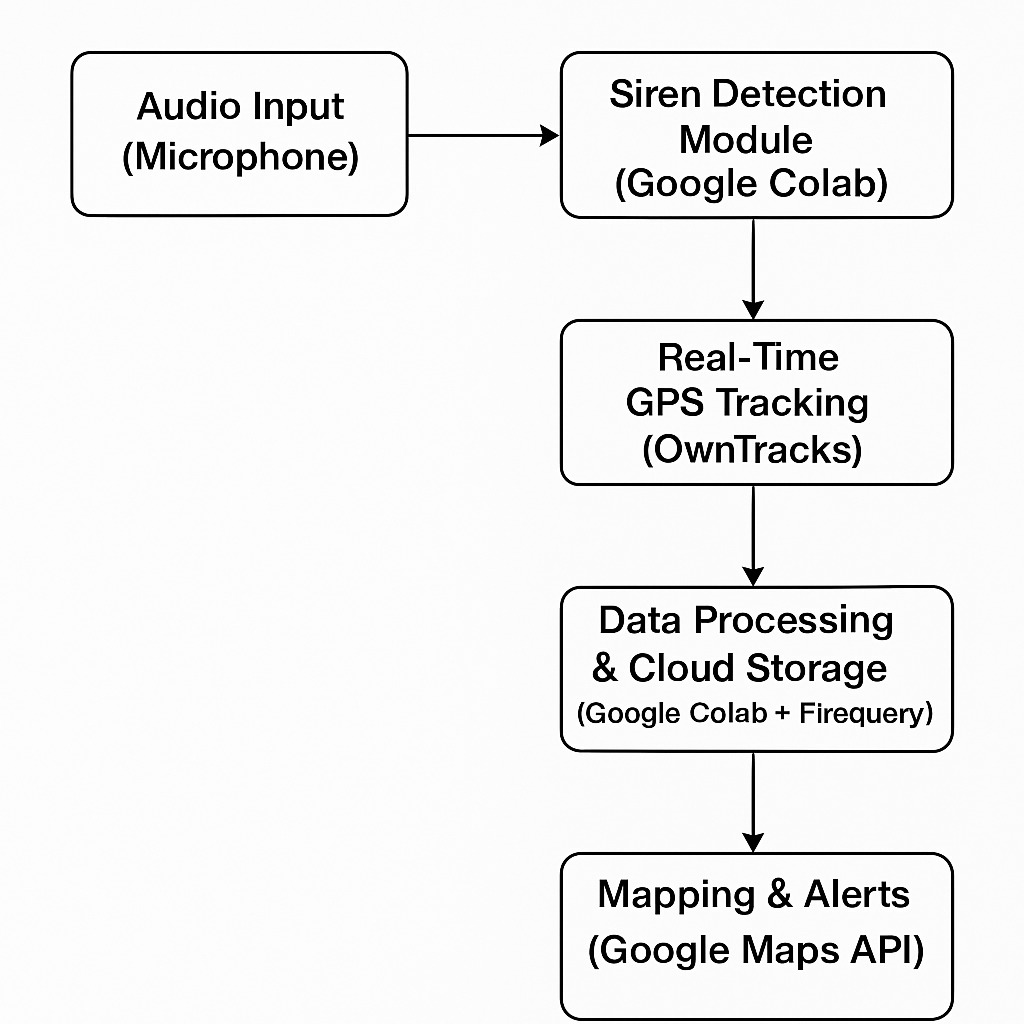 Audio Input
(Microphone)
Siren Detection
Module
(Google Colab)
Real-Time
GPS Tracking
(OwnTracks)
Data Processing
& Cloud Storage
(Google Colab + Firequery)
Mapping & Alerts
(Google Maps API)